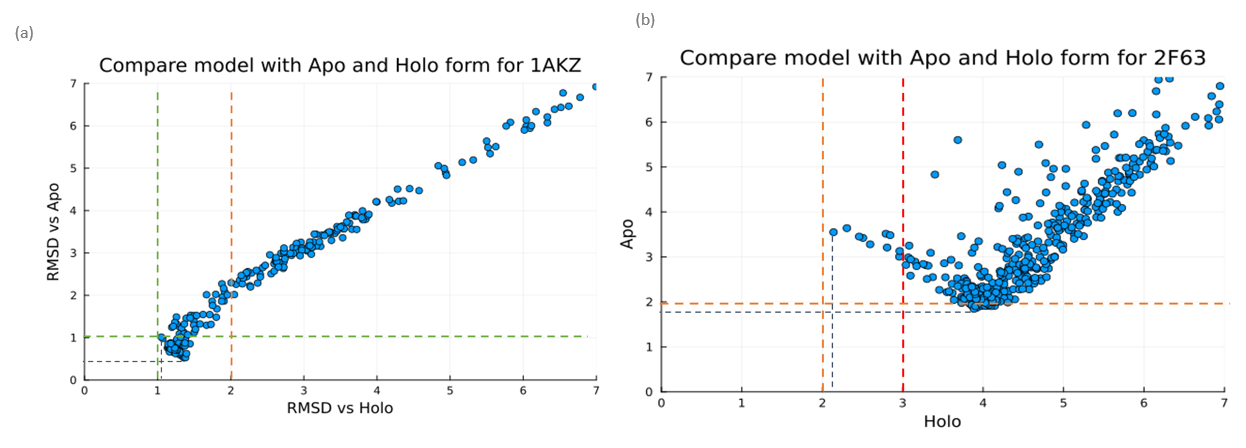 (a)
Compare model with Apo and Holo form for 1AKZ
7
6
5
4
3
2
1
0
RMSD vs Apo
0 1 2 3 4 5 6 7
RMSD vs Holo
(b)
Compare model with Apo and Holo form for 2F63
7
6
5
4
3
2
1
0
Apo
0 1 2 3 4 5 6 7
Holo